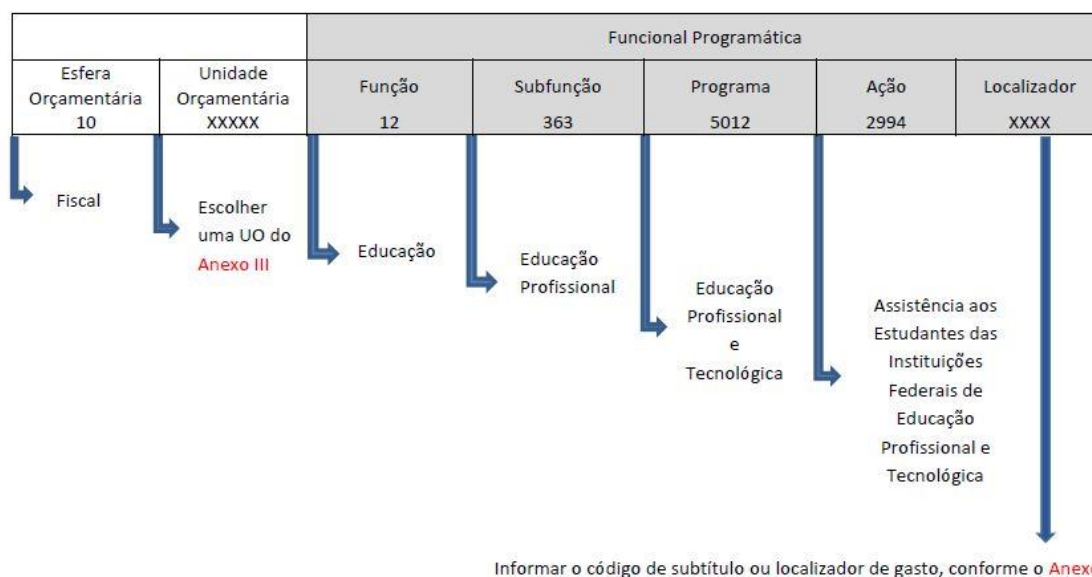 Funcional Programática
Esfera Orçamentária
10
Unidade Orçamentária
XXXXX
Função
12
Subfunção
363
Programa
5012
Ação
2994
Localizador
XXXX
Fiscal
Escolher
uma UO do
Anexo III
Educação
Educação
Profissional
Educação
Profissional
e
Tecnológica
Assistência aos
Estudantes das
Instituições
Federais de
Educação
Profissional e
Tecnológica
Informar o código de subtítulo ou localizador de gasto, conforme o Anexo